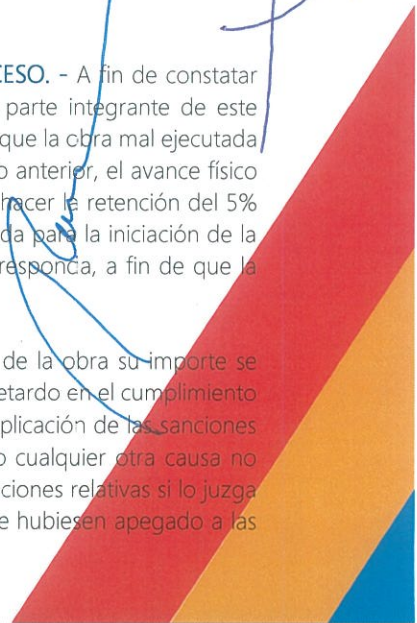 CESO. - A fin de constatar
parte integrante de este
que la obra mal ejecutada
o anterior, el avance físico
hacer la retención del 5%
da para la iniciación de la
responda, a fin de que la
de la obra su importe se
etardo en el cumplimiento
plicación de las sanciones
o cualquier otra causa no
ciones relativas si lo juzga
e hubiesen apegado a las